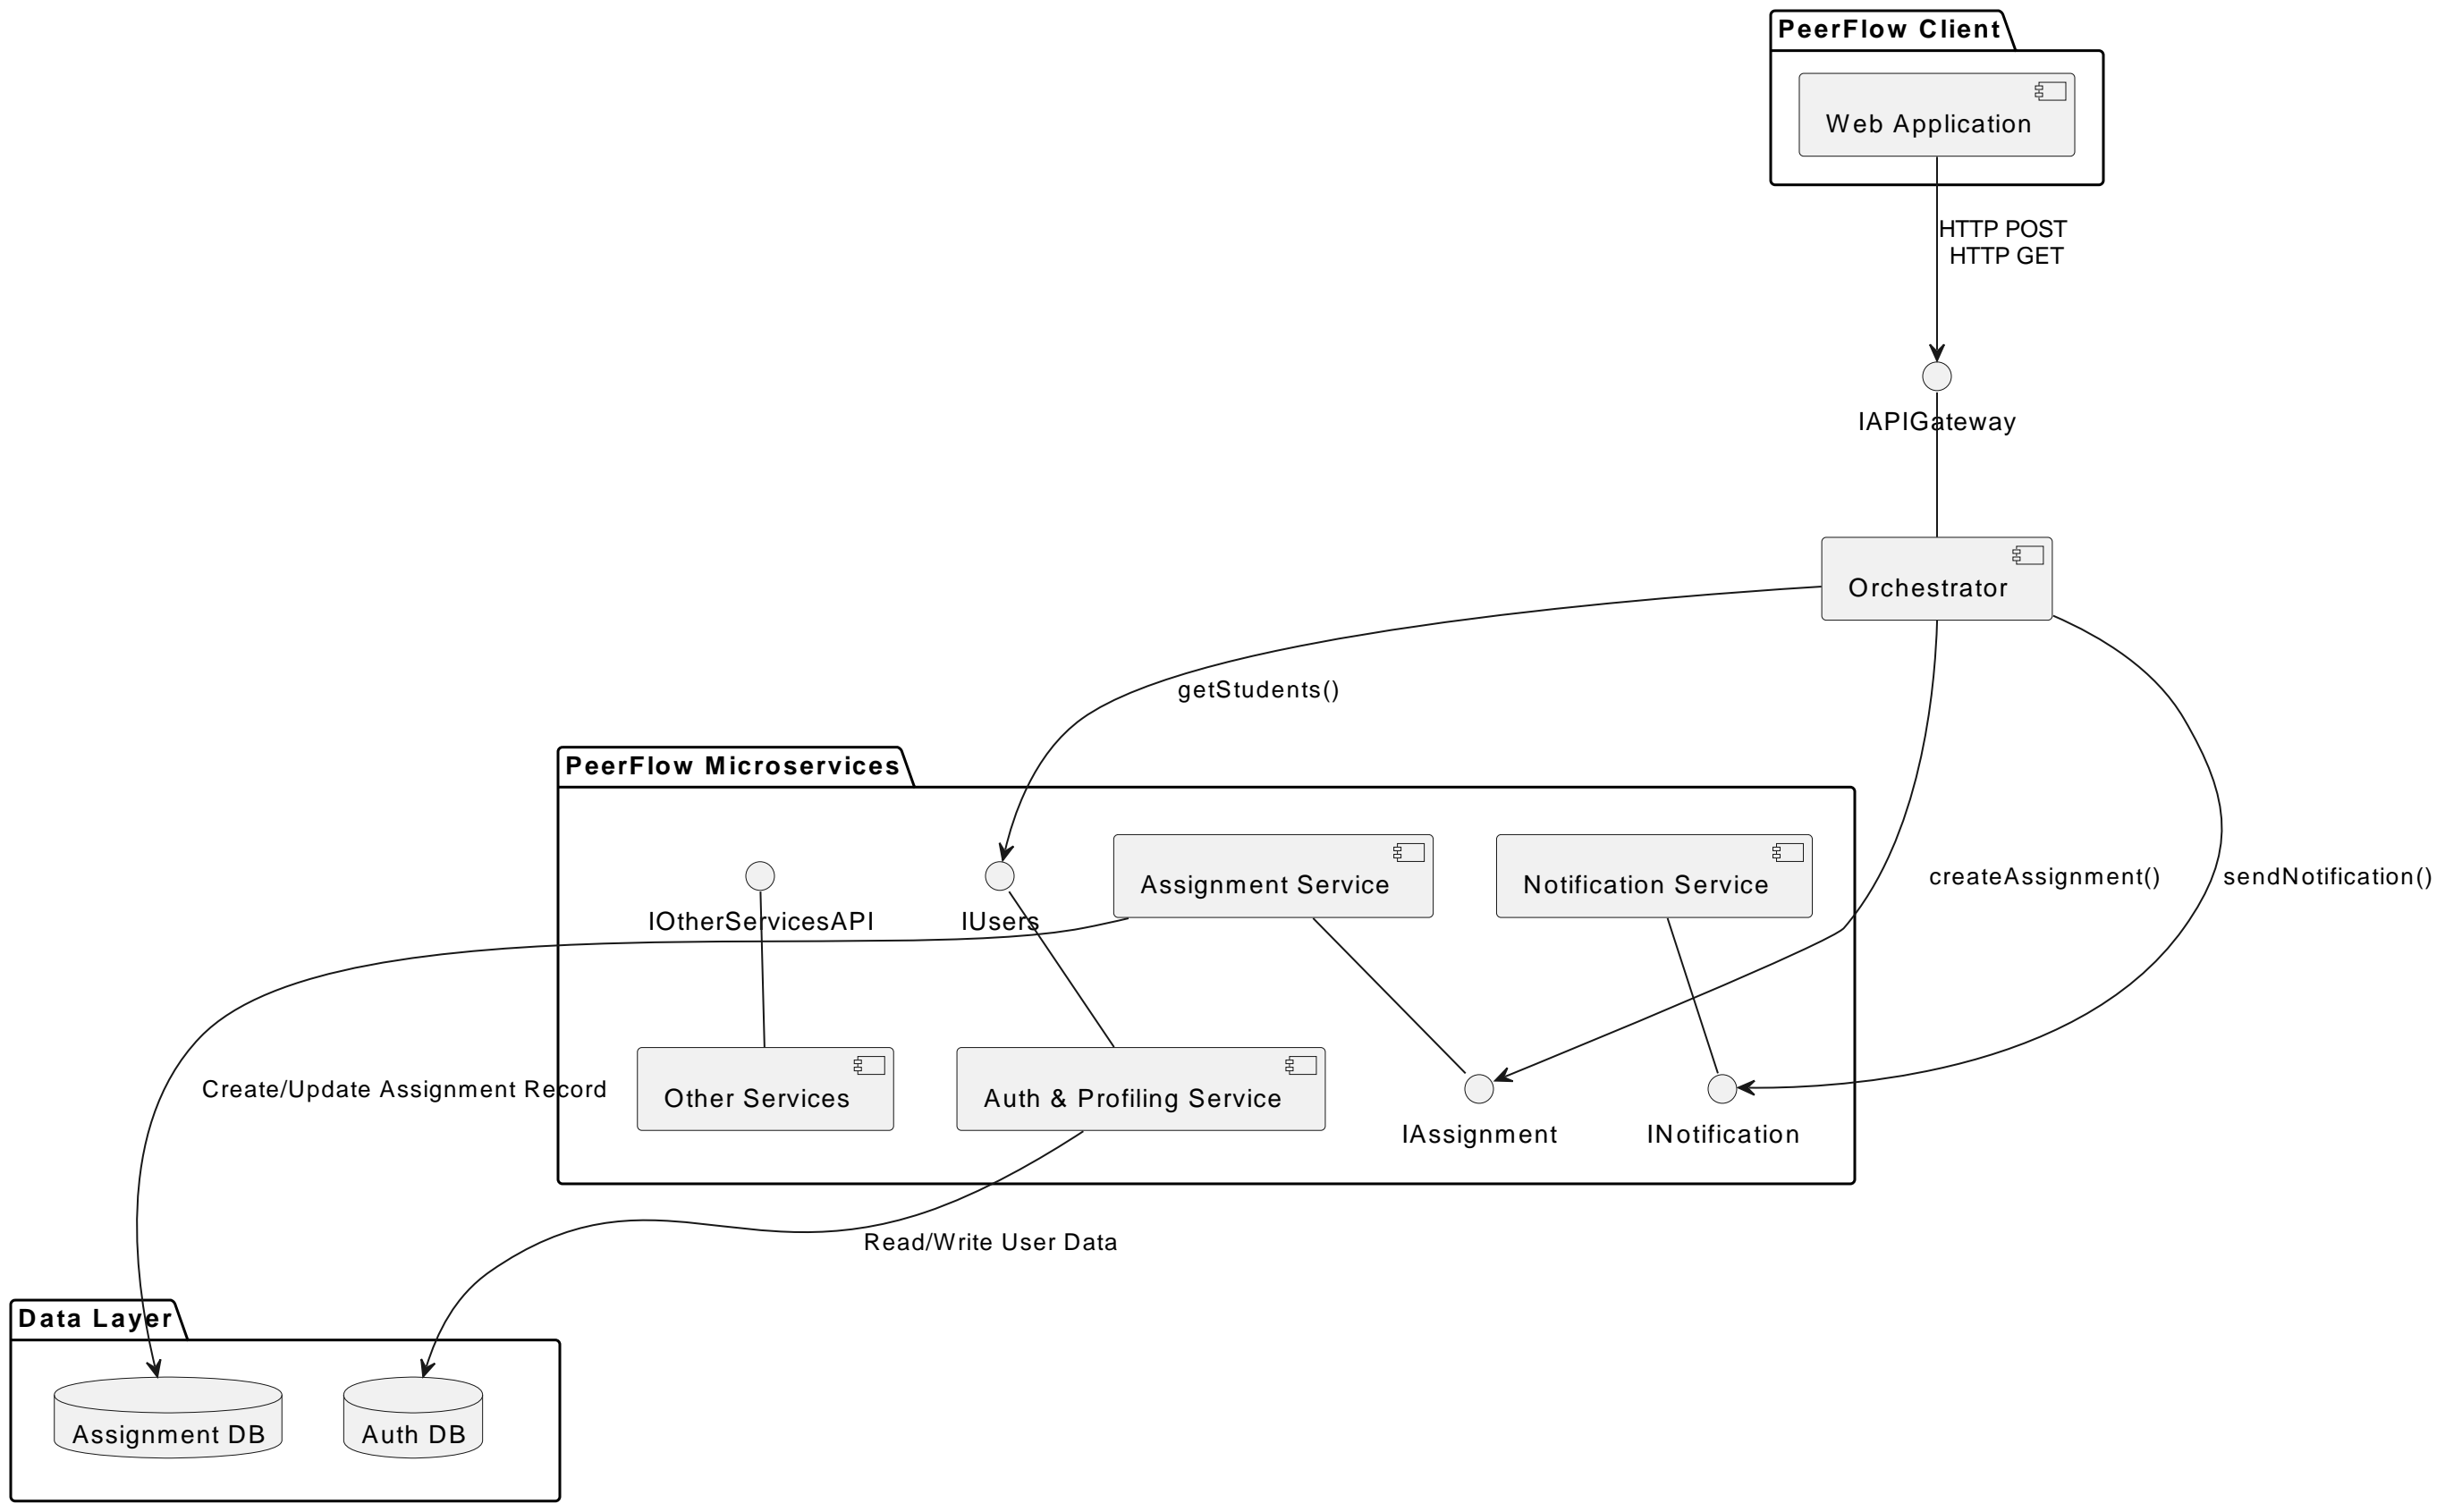 PeerFlow Client
Web Application
HTTP POST
HTTP GET
IAPIGateway
Orchestrator
getStudents()
PeerFlow Microservices
Assignment Service
Notification Service
createAssignment()
sendNotification()
IOtherServicesAPI
IUsers
Create/Update Assignment Record
Other Services
Auth & Profiling Service
IAssignment
INotification
Read/Write User Data
Data Layer
Assignment DB
Auth DB